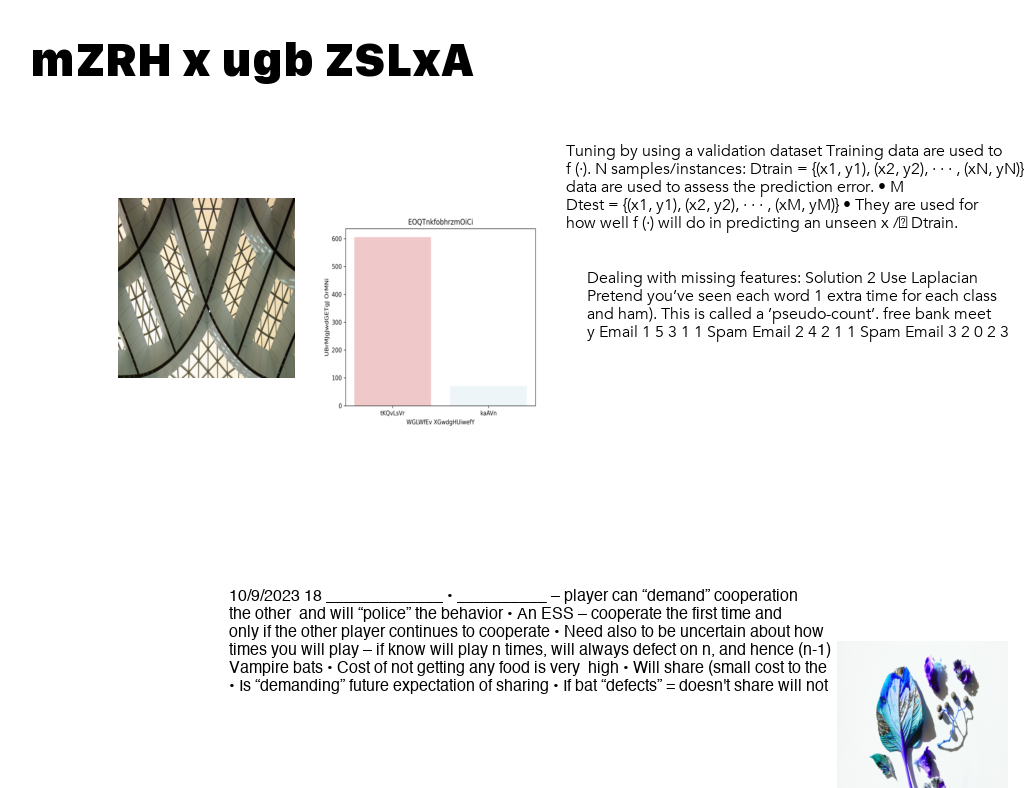 mZRH x ugb ZSLxA
Tuning by using a validation dataset Training data are used to
f (·). N samples/instances: Dtrain = {(x1, y1), (x2, y2), · · · , (xN, yN)}
data are used to assess the prediction error. • M
Dtest = {(x1, y1), (x2, y2), · · · , (xM, yM)} • They are used for
how well f (·) will do in predicting an unseen x / Dtrain.
EOQTnkfobhrzmOiCi
600
500
400
300
200
100
0
tKQvLsVr kaAVn
WGLWfEv XGwdgHUiwefY
Dealing with missing features: Solution 2 Use Laplacian
Pretend you’ve seen each word 1 extra time for each class
and ham). This is called a ‘pseudo-count’. free bank meet
y Email 1 5 3 1 1 Spam Email 2 4 2 1 1 Spam Email 3 2 0 2 3
10/9/2023 18 _____________ • __________ – player can “demand” cooperation
the other and will “police” the behavior • An ESS – cooperate the first time and
only if the other player continues to cooperate • Need also to be uncertain about how
times you will play – if know will play n times, will always defect on n, and hence (n-1)
Vampire bats • Cost of not getting any food is very high • Will share (small cost to the
• Is “demanding” future expectation of sharing • If bat “defects” = doesn’t share will not